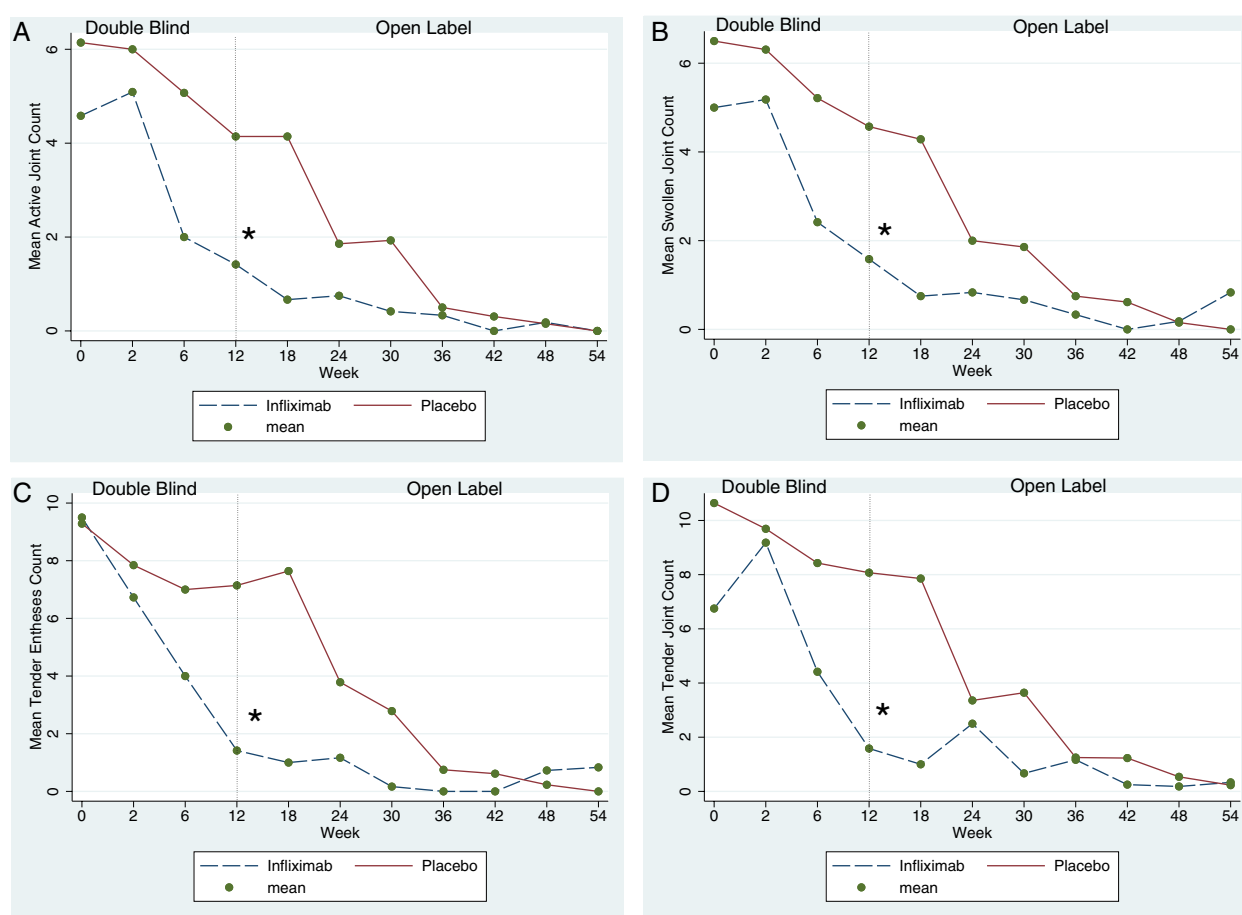 A
Double Blind
Open Label
Mean Active Joint Count
6
4
2
0
0 2 6 12 18 24 30 36 42 48 54
Week
*
Infliximab
Placebo
mean
B
Double Blind
Open Label
Mean Swollen Joint Count
6
4
2
0
0 2 6 12 18 24 30 36 42 48 54
Week
*
Infliximab
Placebo
mean
C
Double Blind
Open Label
Mean Tender Entheses Count
10
8
6
4
2
0
0 2 6 12 18 24 30 36 42 48 54
Week
*
Infliximab
Placebo
mean
D
Double Blind
Open Label
Mean Tender Joint Count
10
8
6
4
2
0
0 2 6 12 18 24 30 36 42 48 54
Week
*
Infliximab
Placebo
mean